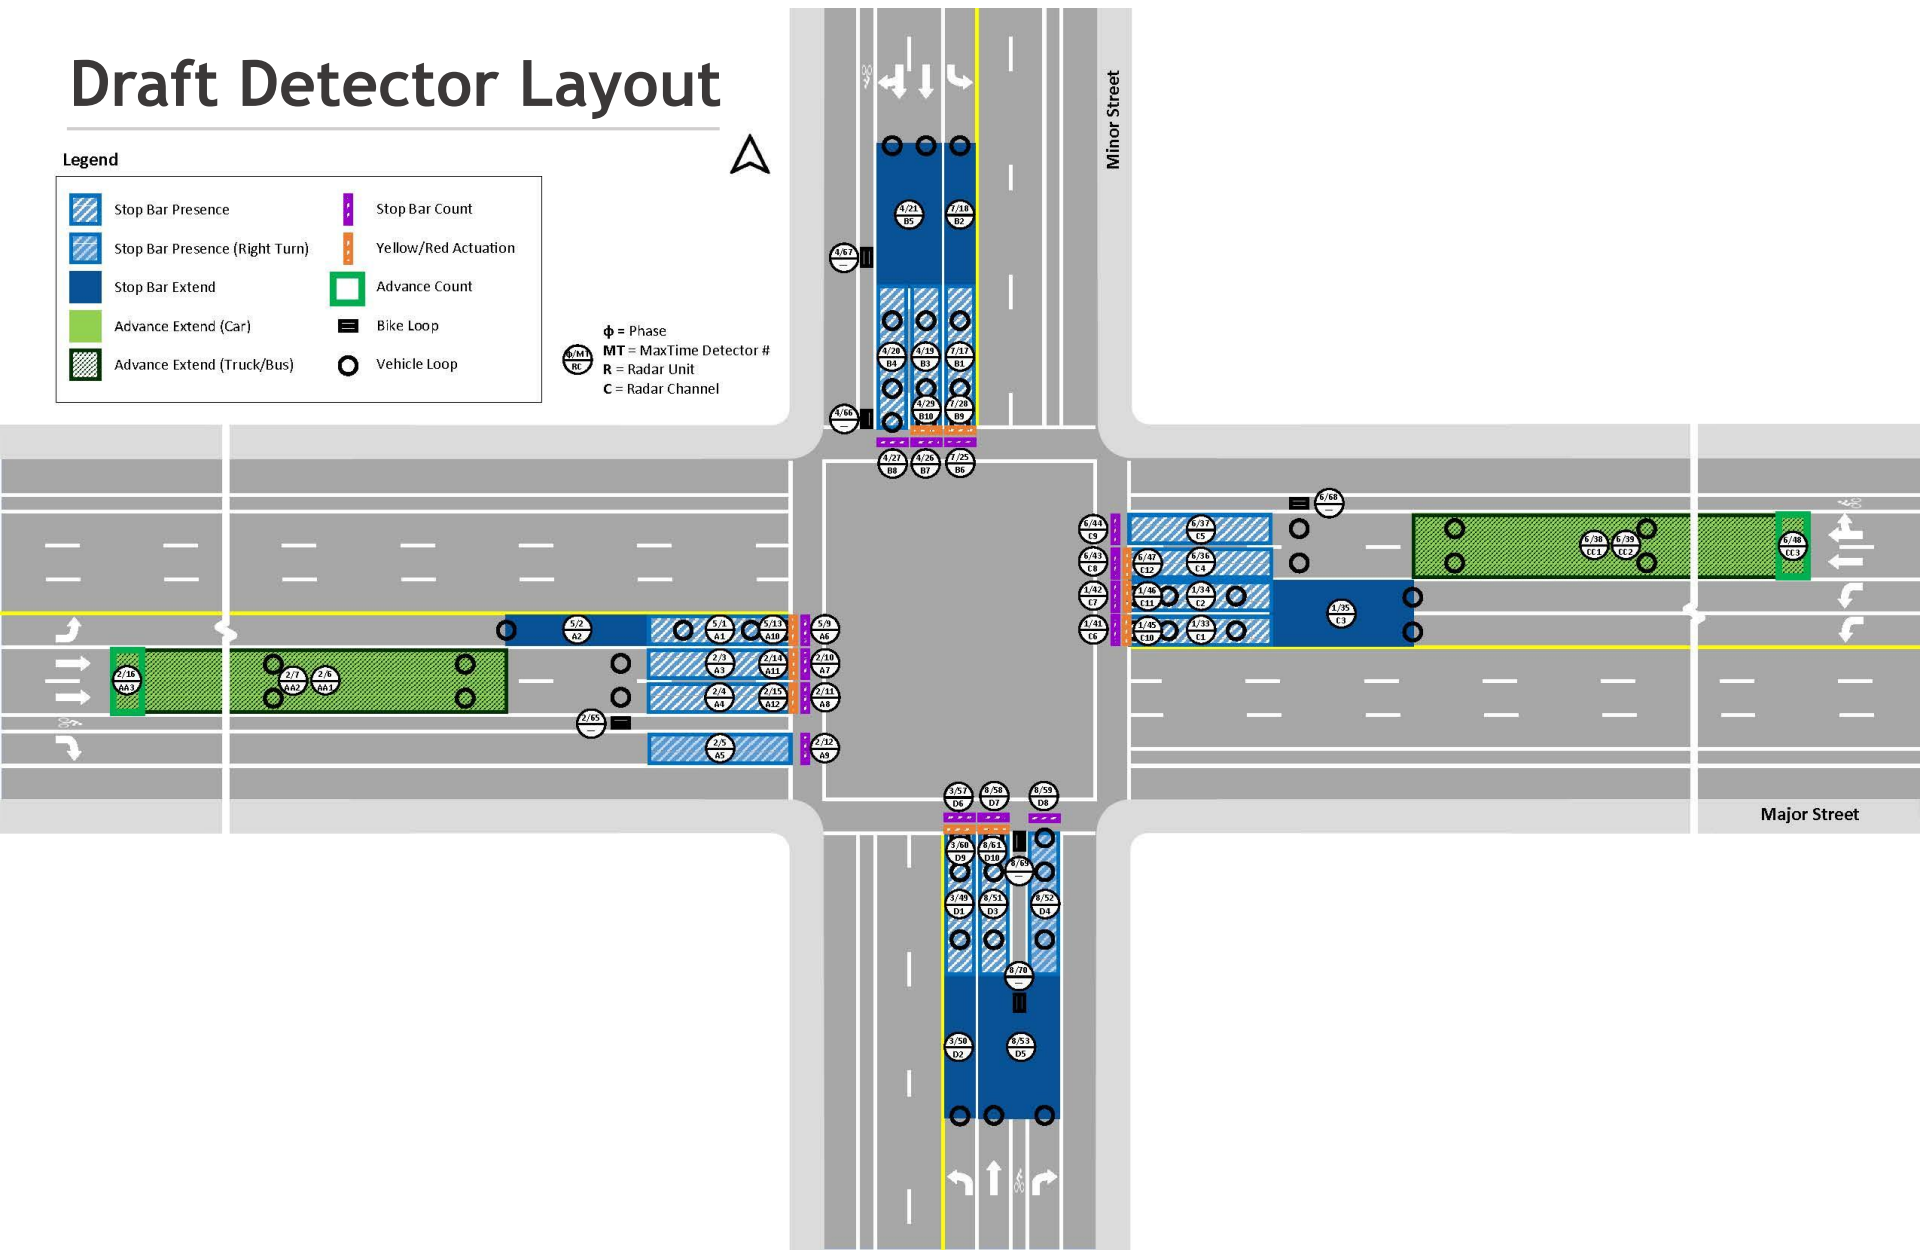 Draft Detector Layout
Legend
Stop Bar Presence
Stop Bar Presence (Right Turn)
Stop Bar Extend
Advance Extend (Car)
Advance Extend (Truck/Bus)
Stop Bar Count
Yellow/Red Actuation
Advance Count
Bike Loop
Vehicle Loop
ϕ/MT
RC
ϕ = Phase
MT = MaxTime Detector #
R = Radar Unit
C = Radar Channel
Minor Street
4/21
B5
7/18
B2
4/67
—
4/20
B4
4/19
B3
7/17
B1
4/66
—
4/29
B10
7/28
B9
4/27
B8
4/26
B7
7/25
B6
6/44
C9
6/37
C5
6/68
—
6/43
C8
6/47
C12
6/36
C4
6/38
CC1
6/39
CC2
6/48
CC3
1/42
C7
1/46
C11
1/34
C2
1/35
C3
1/41
C6
1/45
C10
1/33
C1
5/2
A2
5/1
A1
5/13
A10
5/9
A6
2/16
AA3
2/7
AA2
2/6
AA1
2/3
A3
2/14
A11
2/10
A7
2/4
A4
2/15
A12
2/11
A8
2/65
—
2/5
A5
2/12
A9
Major Street
3/57
D6
8/58
D7
8/59
D8
3/60
D9
8/61
D10
8/69
—
3/49
D1
8/51
D3
8/52
D4
8/70
—
3/50
D2
8/53
D5